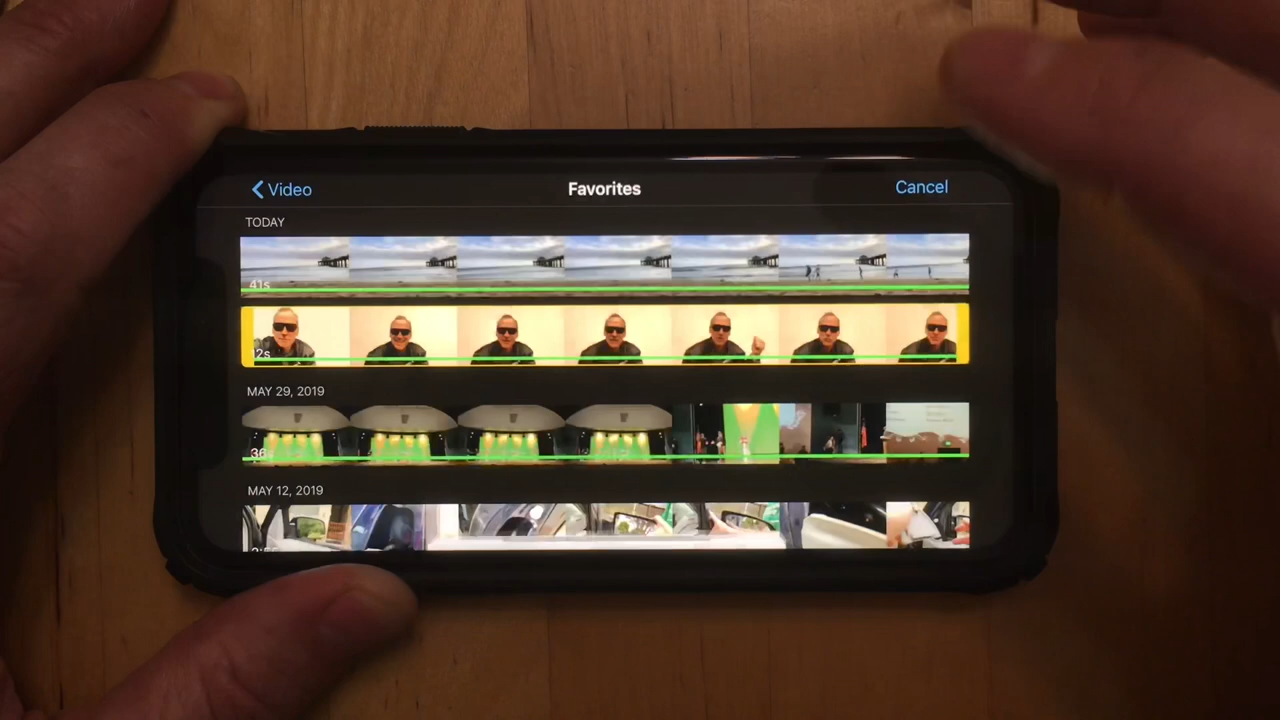 Video
Favorites
Cancel
TODAY
41s
2s
MAY 29, 2019
36s
MAY 12, 2019